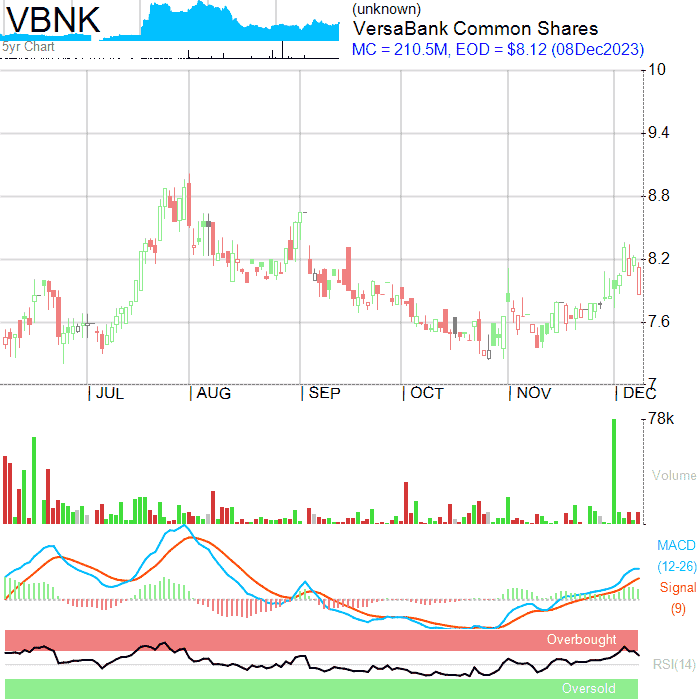 VBNK
5yr Chart
(unknown)
VersaBank Common Shares
MC = 210.5M, EOD = $8.12 (08Dec2023)
10
9.4
8.8
8.2
7.6
7
JUL
AUG
SEP
OCT
NOV
DEC
78k
Volume
MACD
(12-26)
Signal
(9)
Overbought
RSI(14)
Oversold